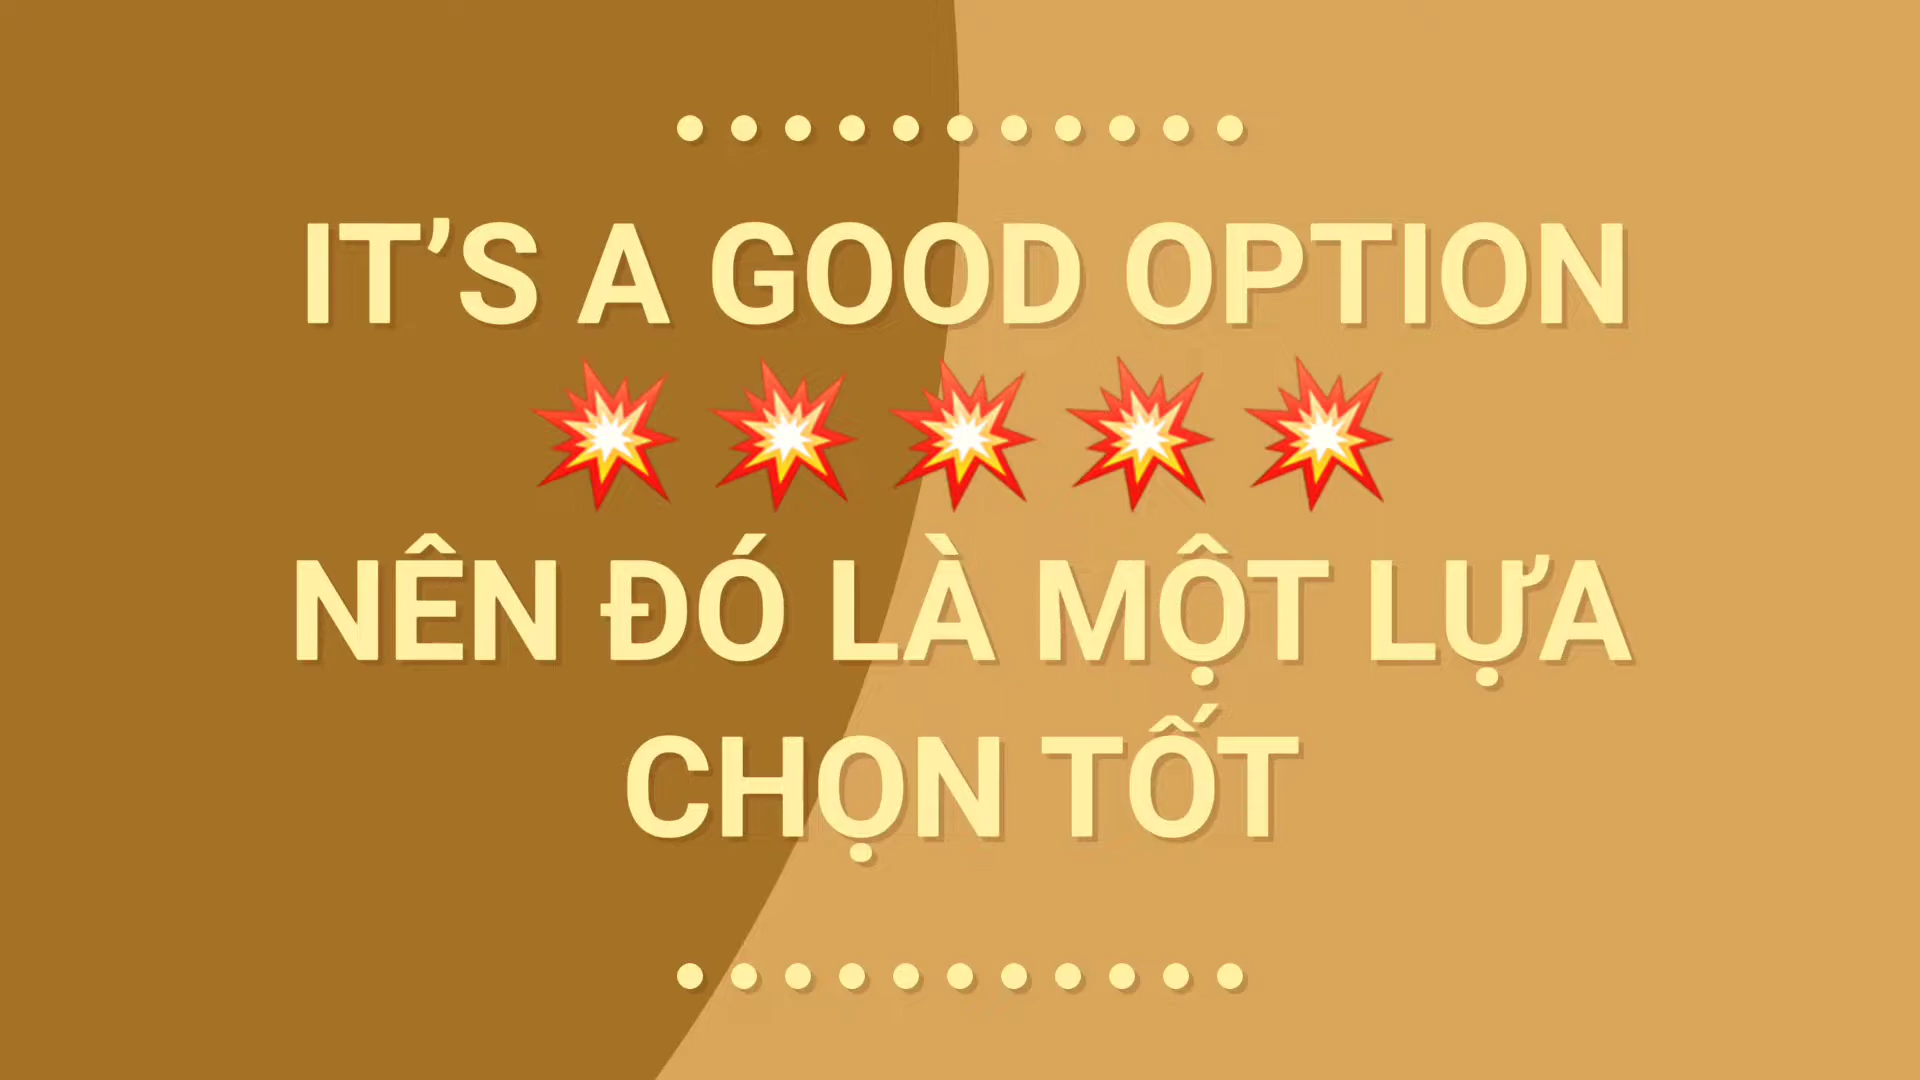 IT’S A GOOD OPTION
💥💥💥💥💥
NÊN ĐÓ LÀ MỘT LỰA
CHỌN TỐT